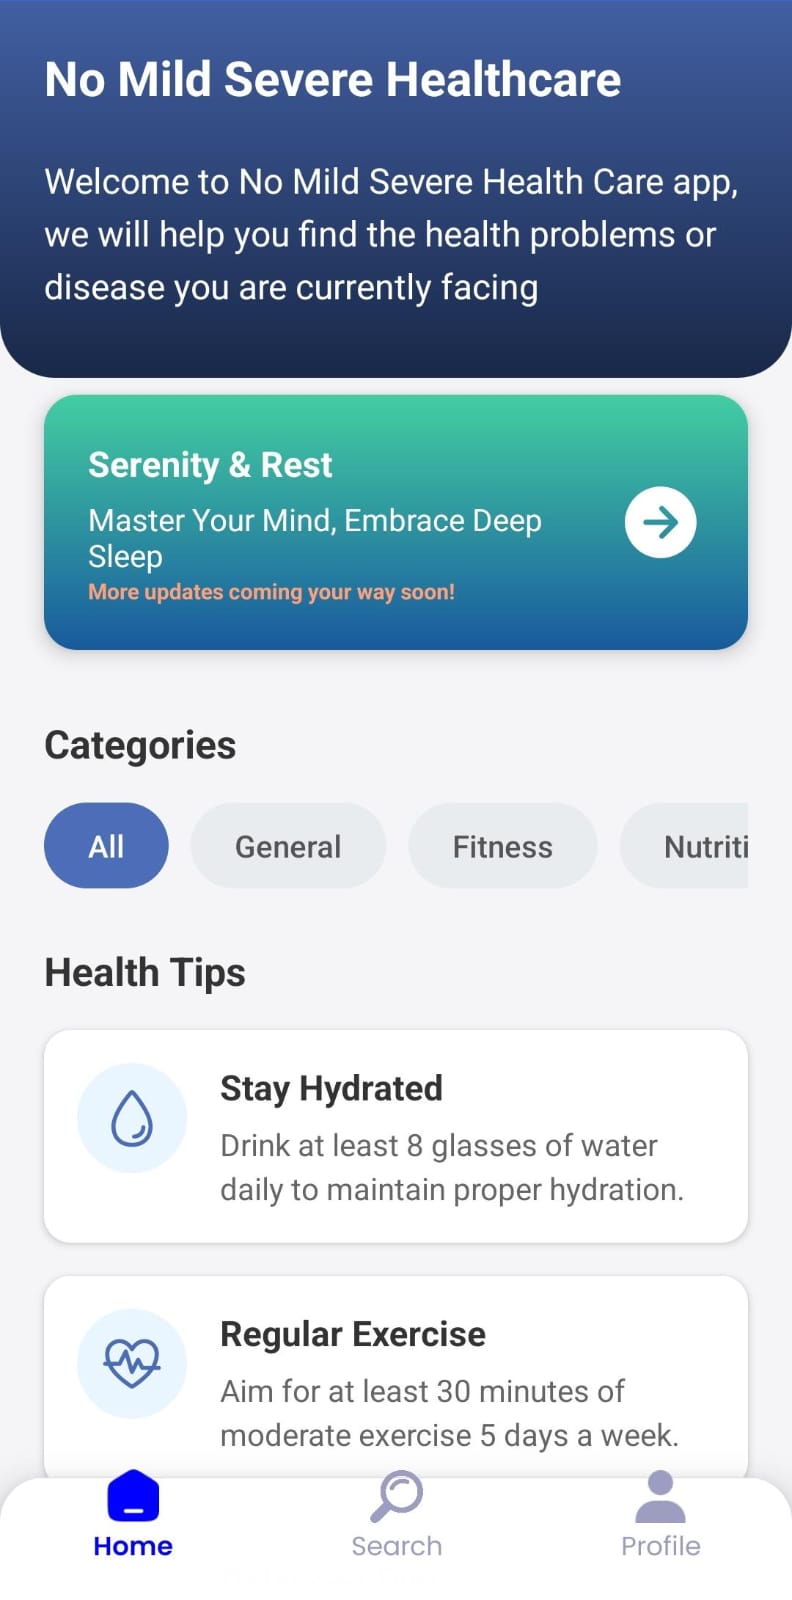 No Mild Severe Healthcare
Welcome to No Mild Severe Health Care app,
we will help you find the health problems or
disease you are currently facing
Serenity & Rest
Master Your Mind, Embrace Deep
Sleep
More updates coming your way soon!
Categories
All
General
Fitness
Nutriti
Health Tips
Stay Hydrated
Drink at least 8 glasses of water
daily to maintain proper hydration.
Regular Exercise
Aim for at least 30 minutes of
moderate exercise 5 days a week.
Home
Search
Profile